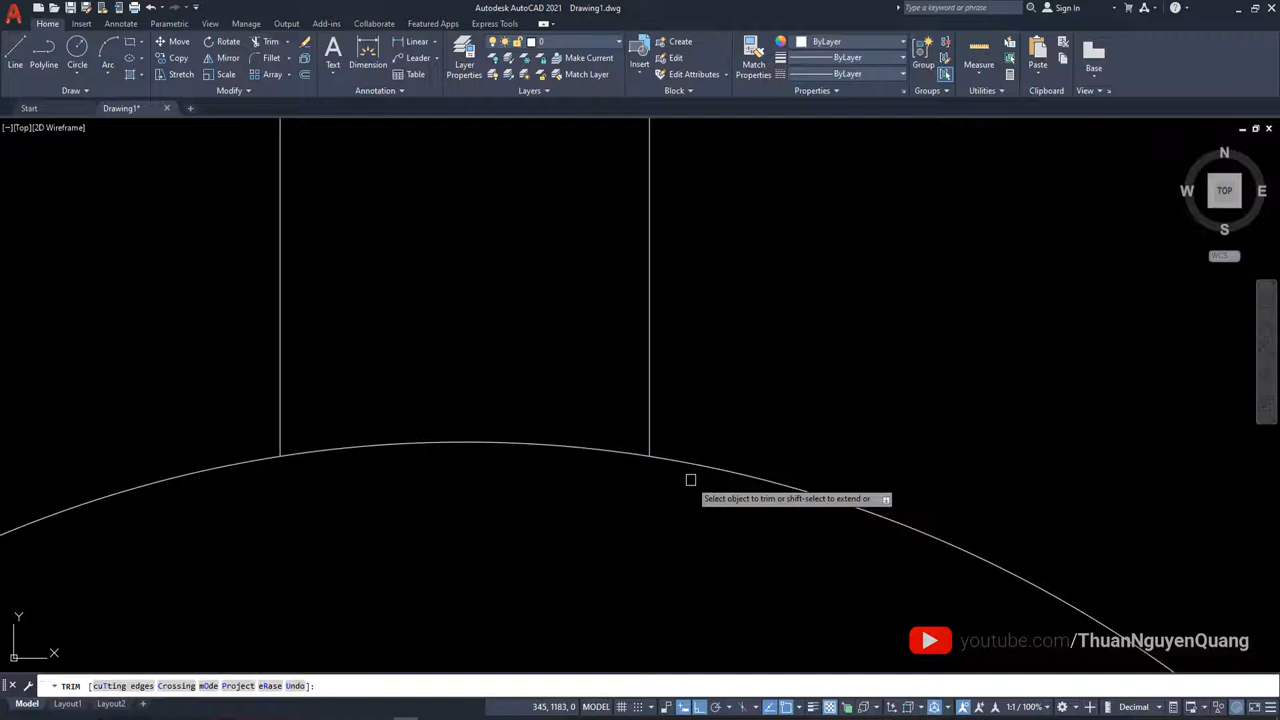 Autodesk AutoCAD 2021 Drawing1.dwg
Type a keyword or phrase
Sign In
Home Insert Annotate Parametric View Manage Output Add-ins Collaborate Featured Apps Express Tools
Line Polyline Circle Arc
Move Rotate Trim
Copy Mirror Fillet
Stretch Scale Array
Text Dimension
Linear
Leader
Table
Layer Properties
0
Make Current
Match Layer
Insert
Create
Edit
Edit Attributes
Match Properties
ByLayer
ByLayer
ByLayer
Group
Measure
Paste
Base
Draw Modify Annotation Layers Block Properties Groups Utilities Clipboard View
Start Drawing1*
[−][Top][2D Wireframe]
N
W TOP E
S
WCS
Select object to trim or shift-select to extend or
Y
X
youtube.com/ThuanNguyenQuang
TRIM [cuTting edges Crossing mOde Project eRase Undo]:
Model Layout1 Layout2
345, 1183, 0 MODEL
1:1 / 100%
Decimal